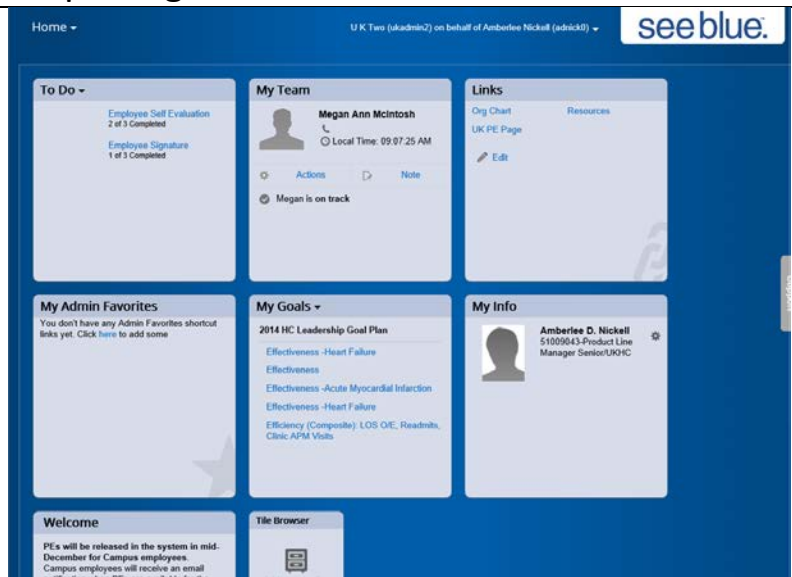 Home
U K Two (ukadmin2) on behalf of Amberlee Nickell (adnick0)
see blue.
To Do
Employee Self Evaluation
2 of 3 Completed
Employee Signature
1 of 3 Completed
My Team
Megan Ann McIntosh
Local Time: 09:07:25 AM
Actions
Note
Megan is on track
Links
Org Chart
Resources
UK PE Page
Edit
My Admin Favorites
You don't have any Admin Favorites shortcut
links yet. Click here to add some
My Goals
2014 HC Leadership Goal Plan
Effectiveness -Heart Failure
Effectiveness
Effectiveness -Acute Myocardial Infarction
Effectiveness -Heart Failure
Efficiency (Composite): LOS O/E, Readmits,
Clinic APM Visits
My Info
Amberlee D. Nickell
51009043-Product Line
Manager Senior/UKHC
Welcome
PEs will be released in the system in mid-
December for Campus employees.
Campus employees will receive an email
Tile Browser